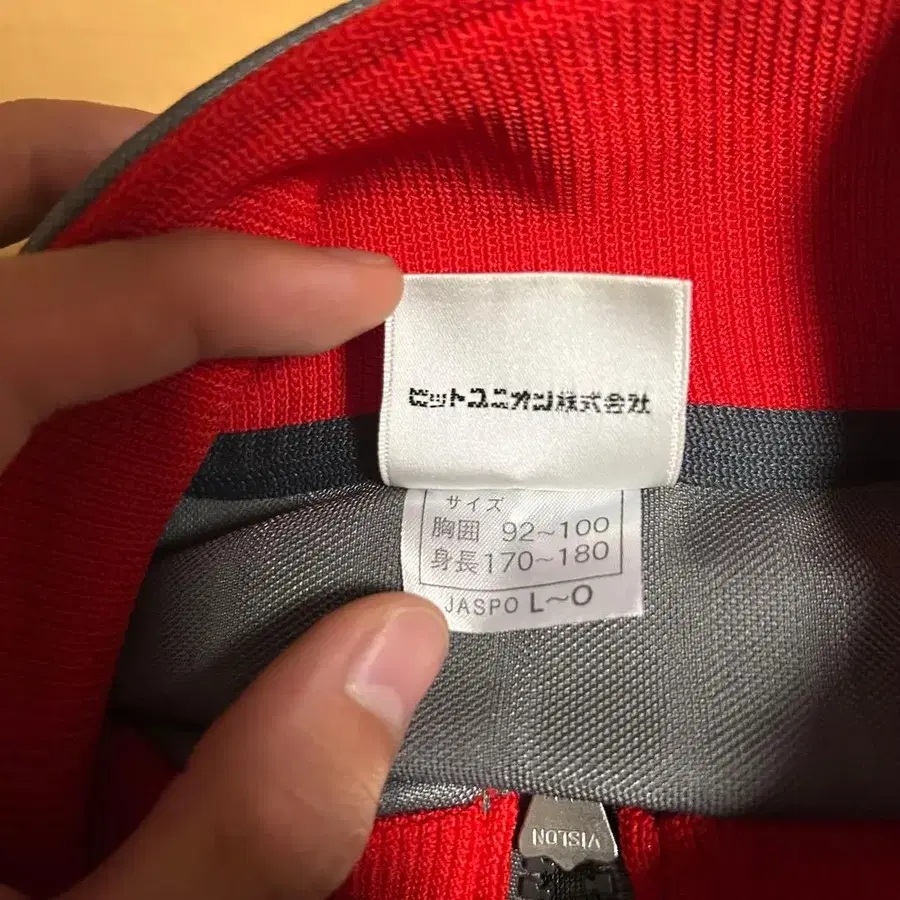 ビットユニオン株式会社
サイズ
胸囲 92~100
身長170~180
JASPO L~O
VISLON